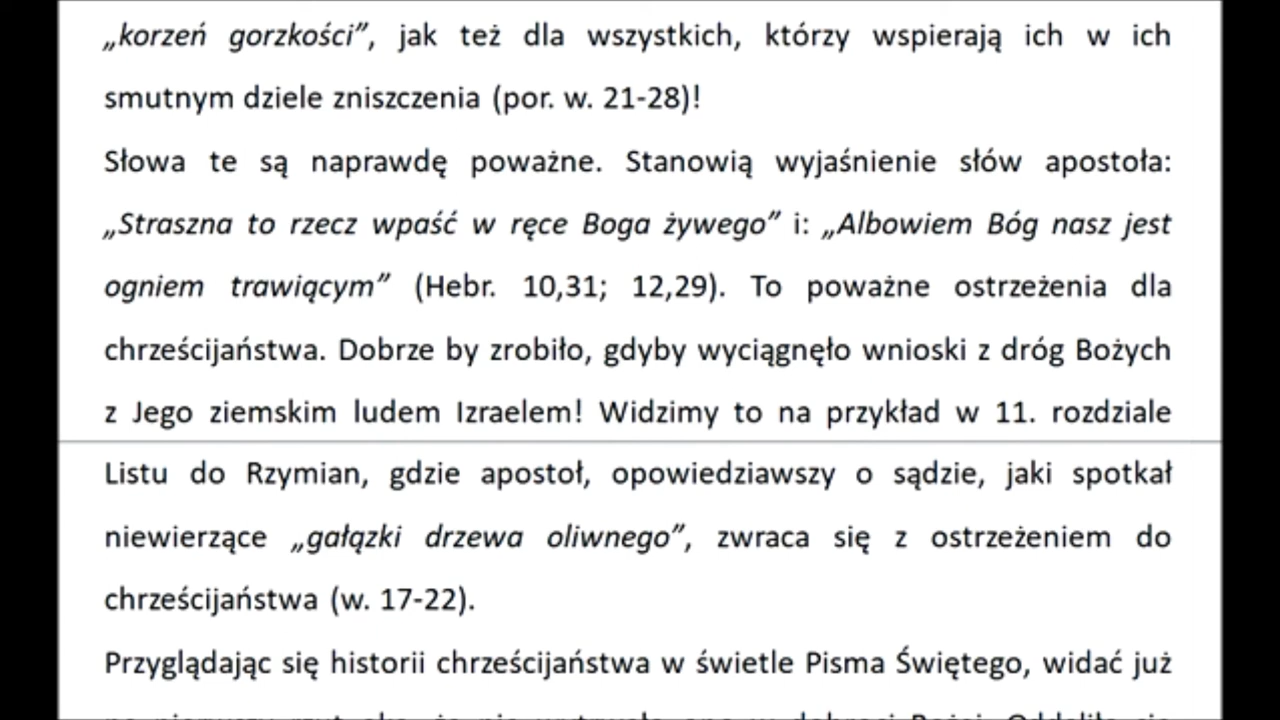 „korzeń gorzkości”, jak też dla wszystkich, którzy wspierają ich w ich
smutnym dziele zniszczenia (por. w. 21-28)!
Słowa te są naprawdę poważne. Stanowią wyjaśnienie słów apostoła:
„Straszna to rzecz wpaść w ręce Boga żywego” i: „Albowiem Bóg nasz jest
ogniem trawiącym” (Hebr. 10,31; 12,29). To poważne ostrzeżenia dla
chrześcijaństwa. Dobrze by zrobiło, gdyby wyciągnęło wnioski z dróg Bożych
z Jego ziemskim ludem Izraelem! Widzimy to na przykład w 11. rozdziale
Listu do Rzymian, gdzie apostoł, opowiedziawszy o sądzie, jaki spotkał
niewierzące „gałązki drzewa oliwnego”, zwraca się z ostrzeżeniem do
chrześcijaństwa (w. 17-22).
Przyglądając się historii chrześcijaństwa w świetle Pisma Świętego, widać już